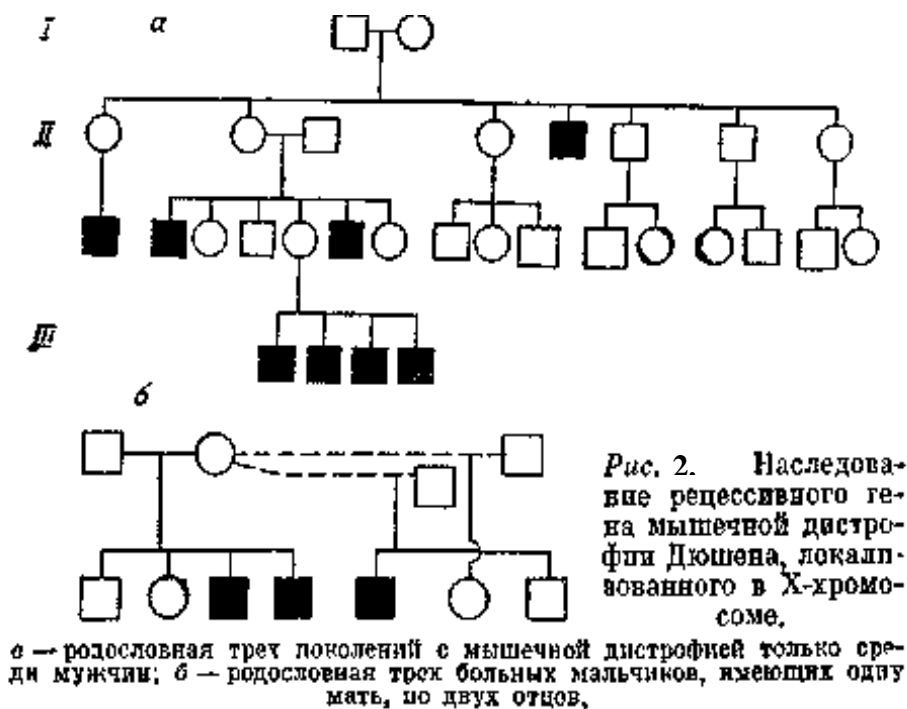 I а
II
III
б
Рис. 2. Наследова-
ние рецессивного ге-
на мышечной дистро-
фии Дюшена, локали-
зованного в Х-хромо-
соме.
а — родословная трех поколений с мышечной дистрофией только сре-
ди мужчин; б — родословная трех больных мальчиков, имеющих одну
мать, но двух отцов,